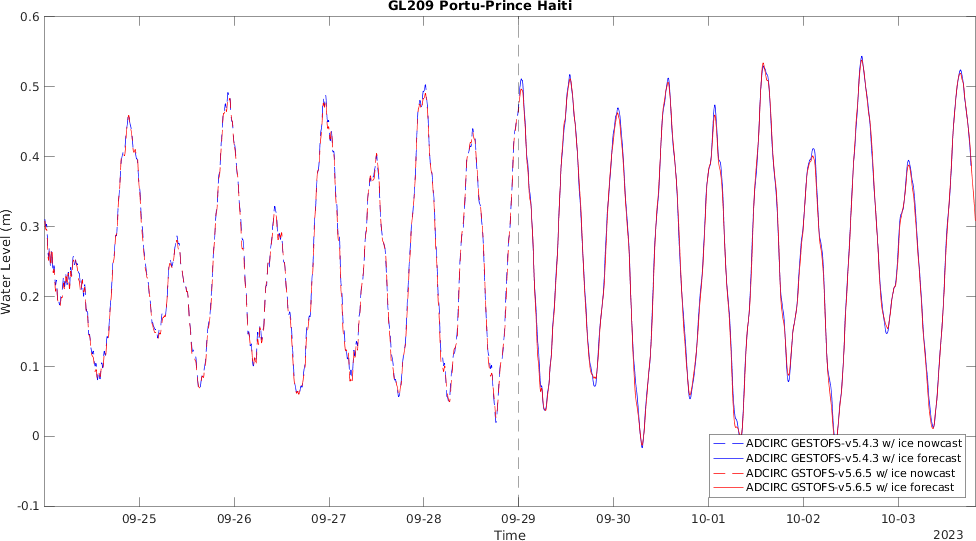 GL209 Portu-Prince Haiti
0.6
0.5
0.4
0.3
0.2
0.1
0
-0.1
Water Level (m)
ADCIRC GESTOFS-v5.4.3 w/ ice nowcast
ADCIRC GESTOFS-v5.4.3 w/ ice forecast
ADCIRC GSTOFS-v5.6.5 w/ ice nowcast
ADCIRC GSTOFS-v5.6.5 w/ ice forecast
09-25 09-26 09-27 09-28 09-29 09-30 10-01 10-02 10-03
Time
2023